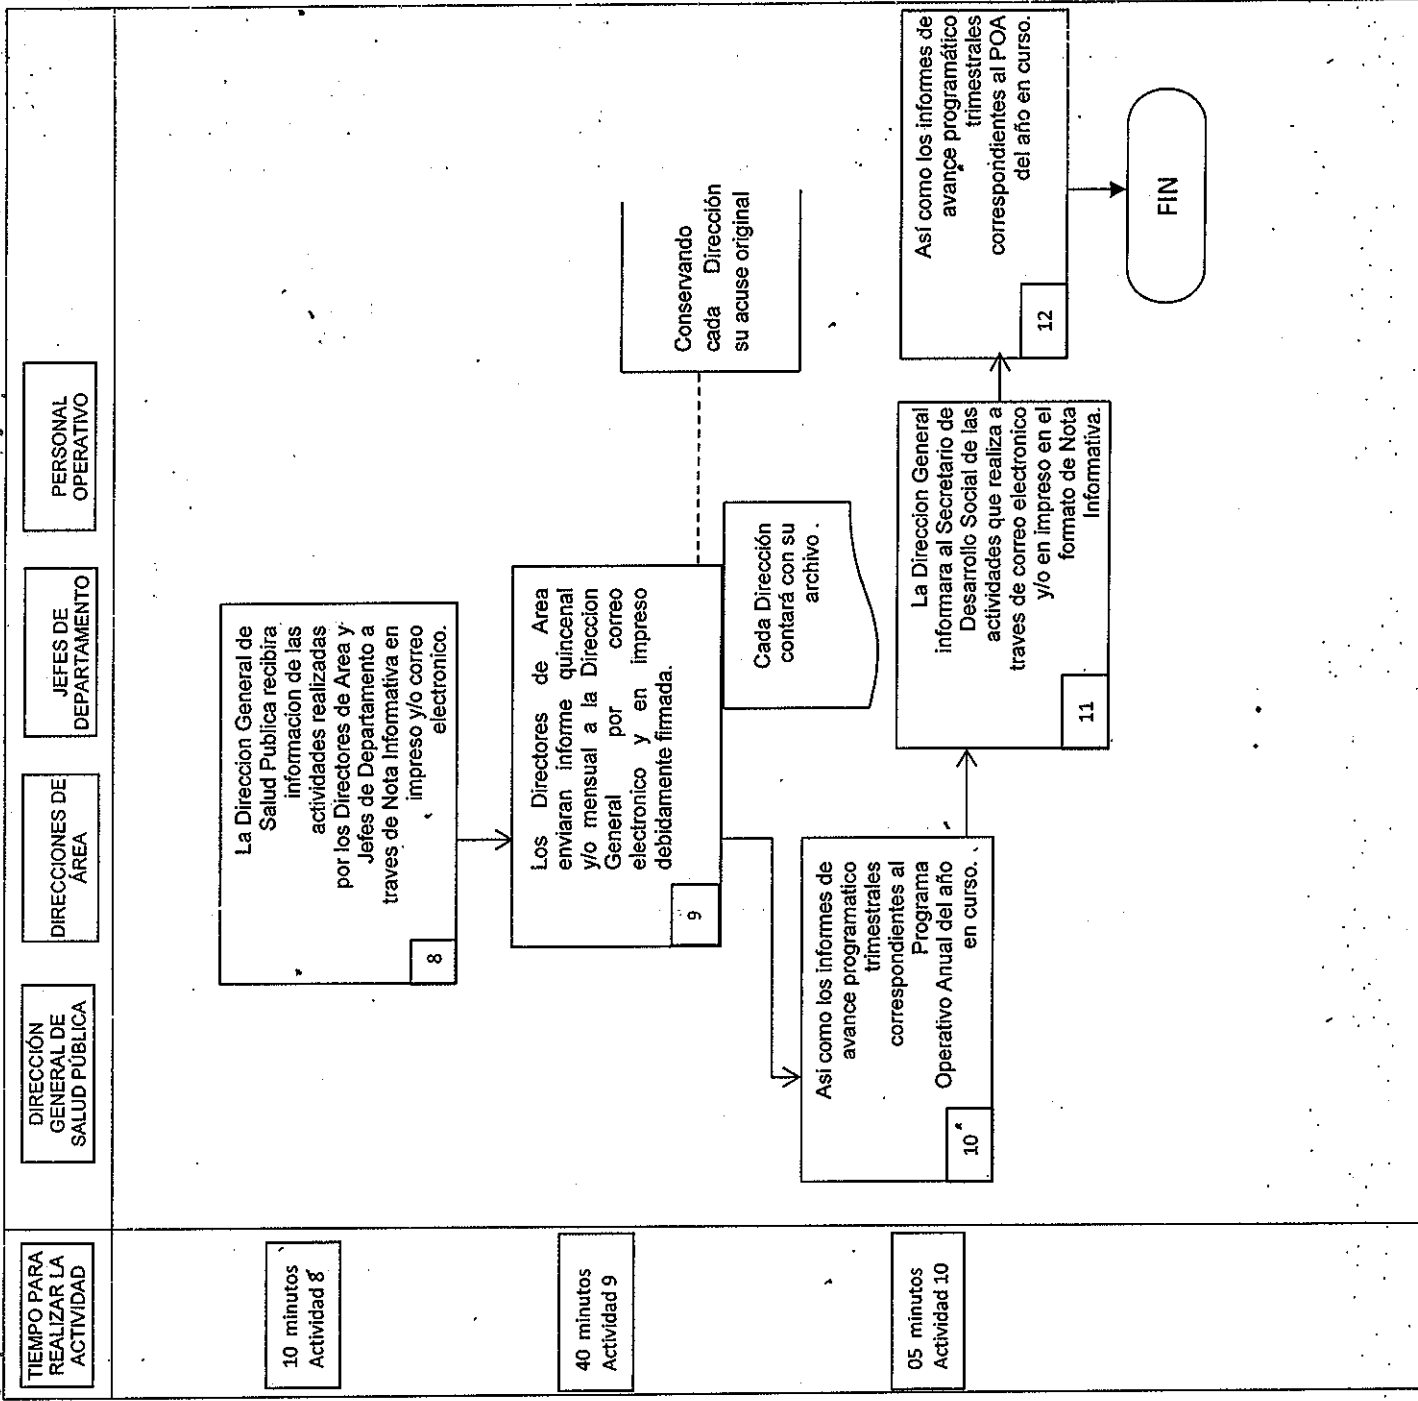 TIEMPO PARA
REALIZAR LA
ACTIVIDAD
DIRECCIÓN
GENERAL DE
SALUD PÚBLICA
DIRECCIONES DE
ÁREA
JEFES DE
DEPARTAMENTO
PERSONAL
OPERATIVO
10 minutos
Actividad 8
La Direccion General de
Salud Publica recibira
informacion de las
actividades realizadas
por los Directores de Area y
Jefes de Departamento a
traves de Nota Informativa en
impreso y/o correo
electronico.
8
40 minutos
Actividad 9
Los Directores de Area
enviaran informe quincenal
y/o mensual a la Direccion
General por correo
electronico y en impreso
debidamente firmada.
9
Conservando
cada Dirección
su acuse original
Cada Dirección
contará con su
archivo .
05 minutos
Actividad 10
Asi como los informes de
avance programatico
trimestrales
correspondientes al
Programa
Operativo Anual del año
en curso.
10
La Direccion General
informara al Secretario de
Desarrollo Social de las
actividades que realiza a
traves de correo electronico
y/o en impreso en el
formato de Nota
Informativa.
11
Así como los informes de
avance programático
trimestrales
correspondientes al POA
del año en curso.
12
FIN